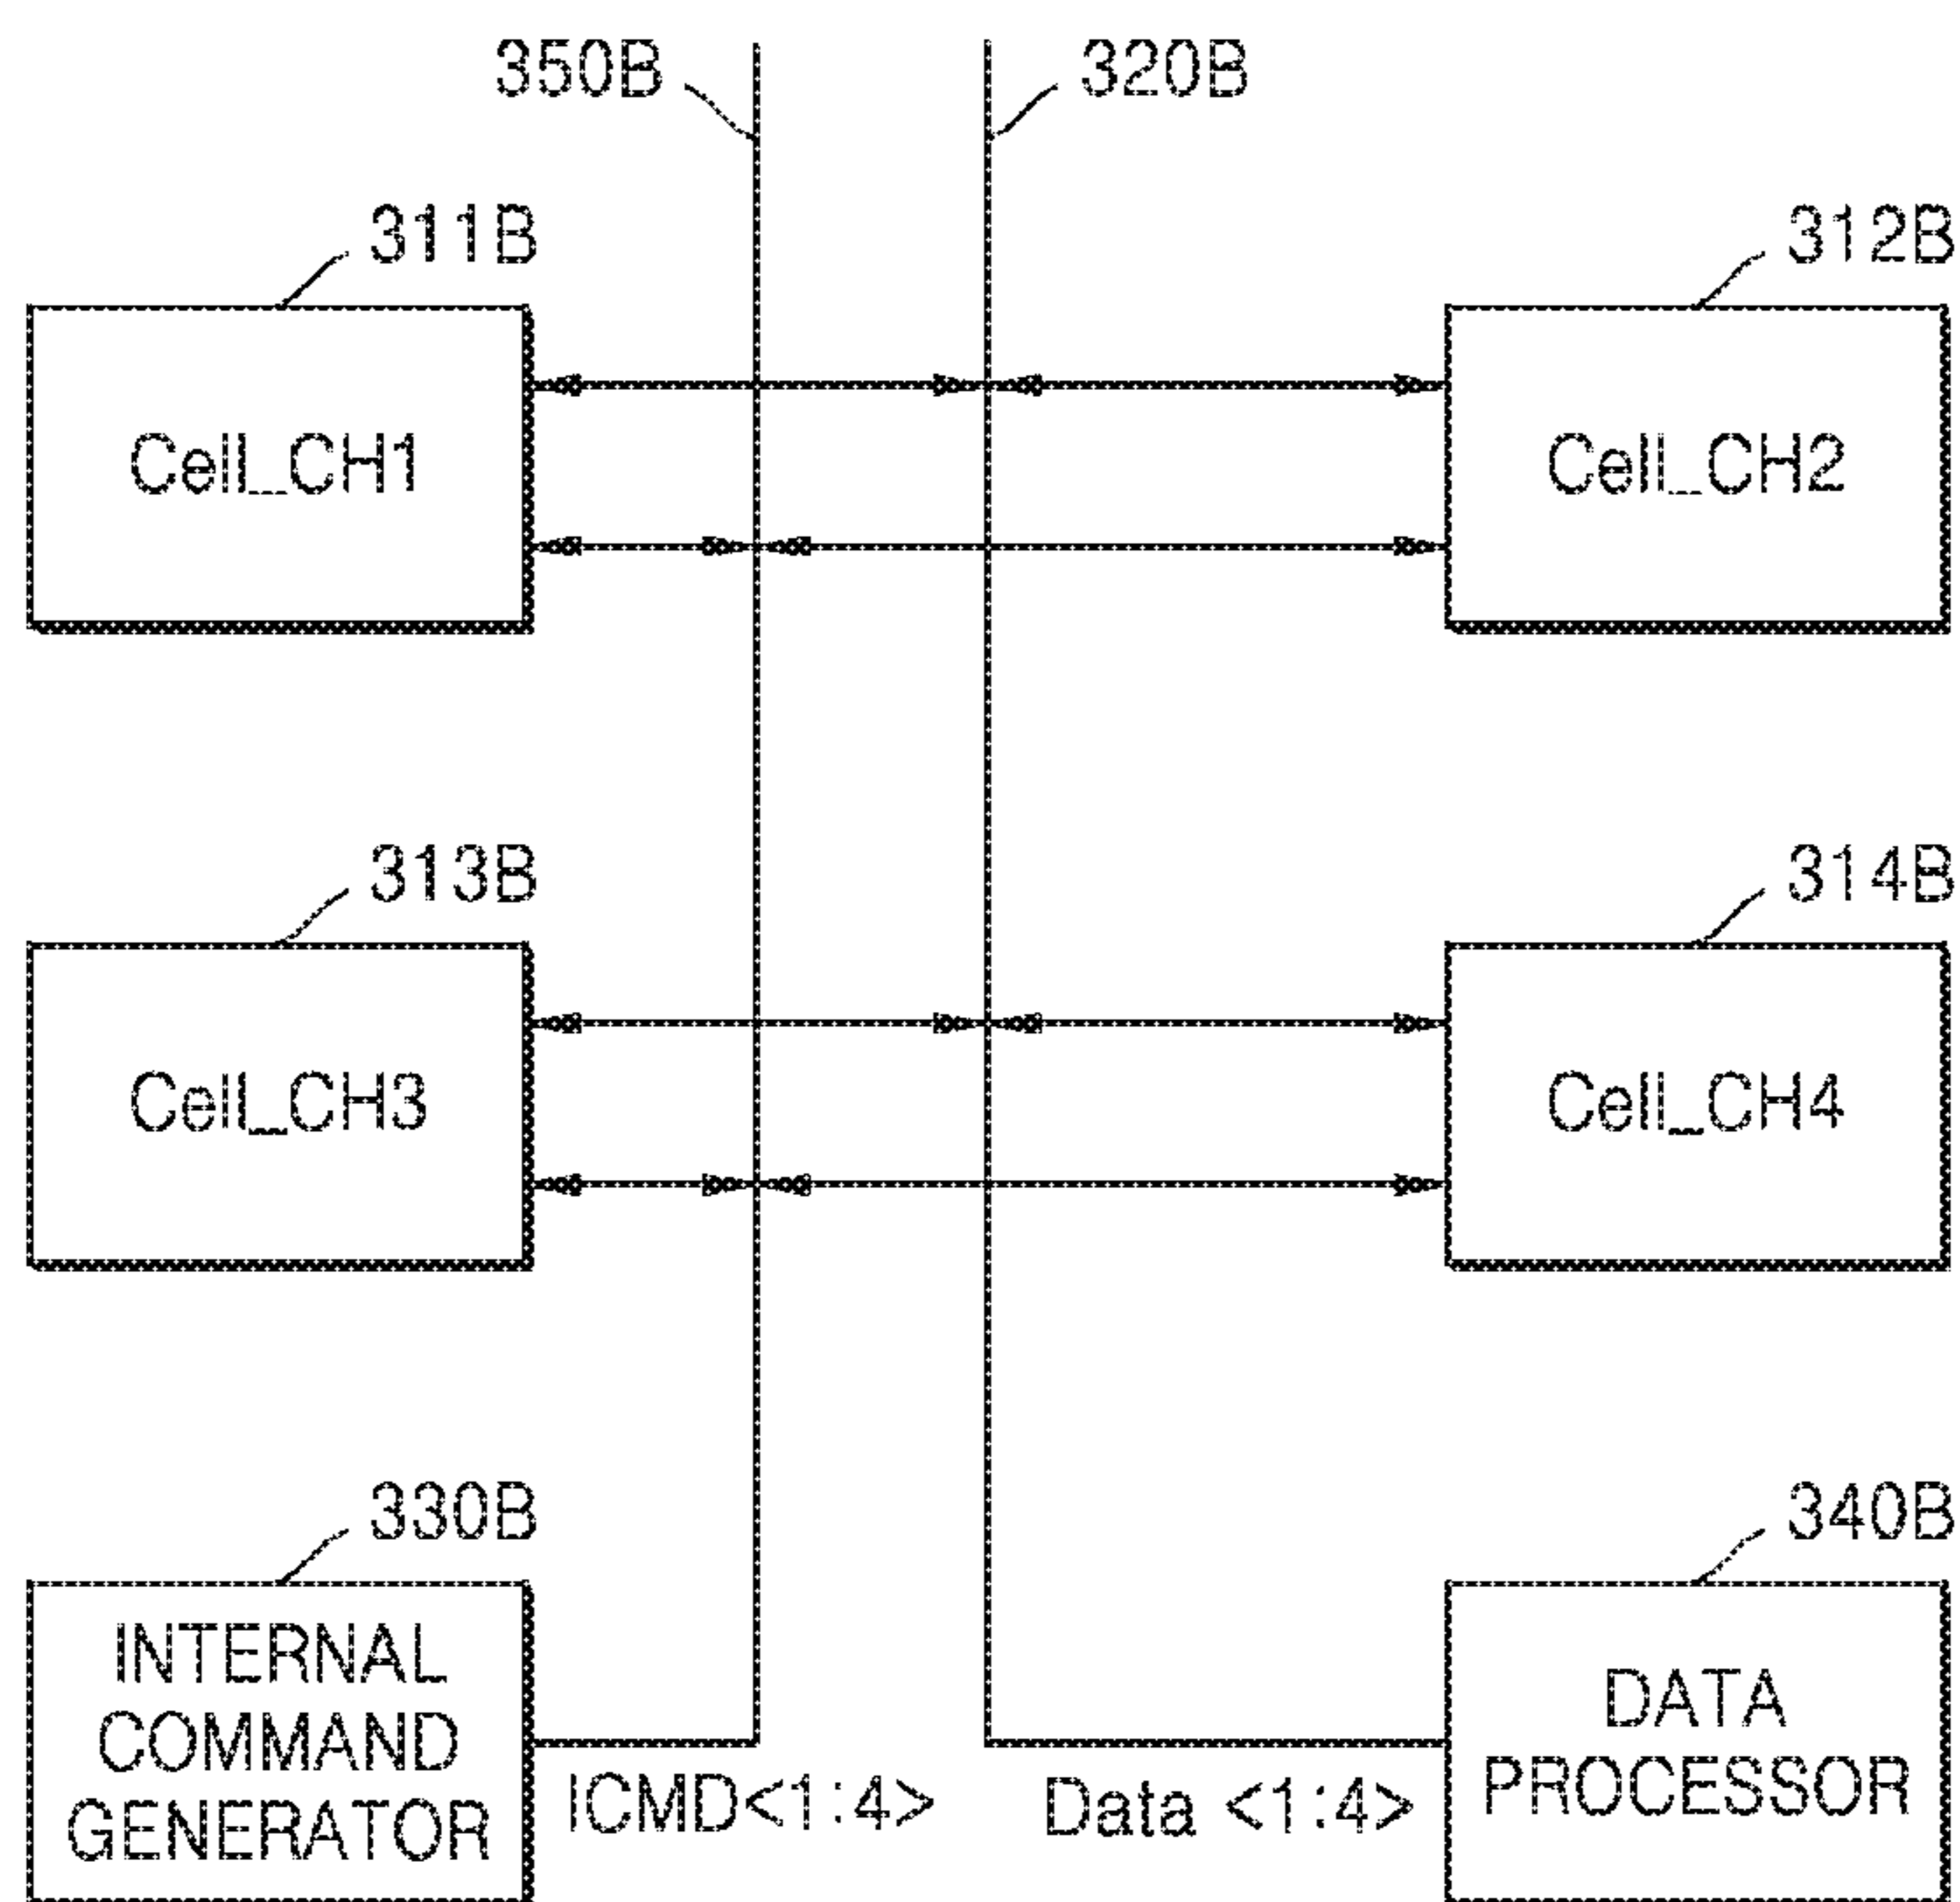 350B
320B
311B
312B
Cell_CH1
Cell_CH2
313B
314B
Cell_CH3
Cell_CH4
330B
340B
INTERNAL
COMMAND
GENERATOR
ICMD<1:4>
Data <1:4>
DATA
PROCESSOR